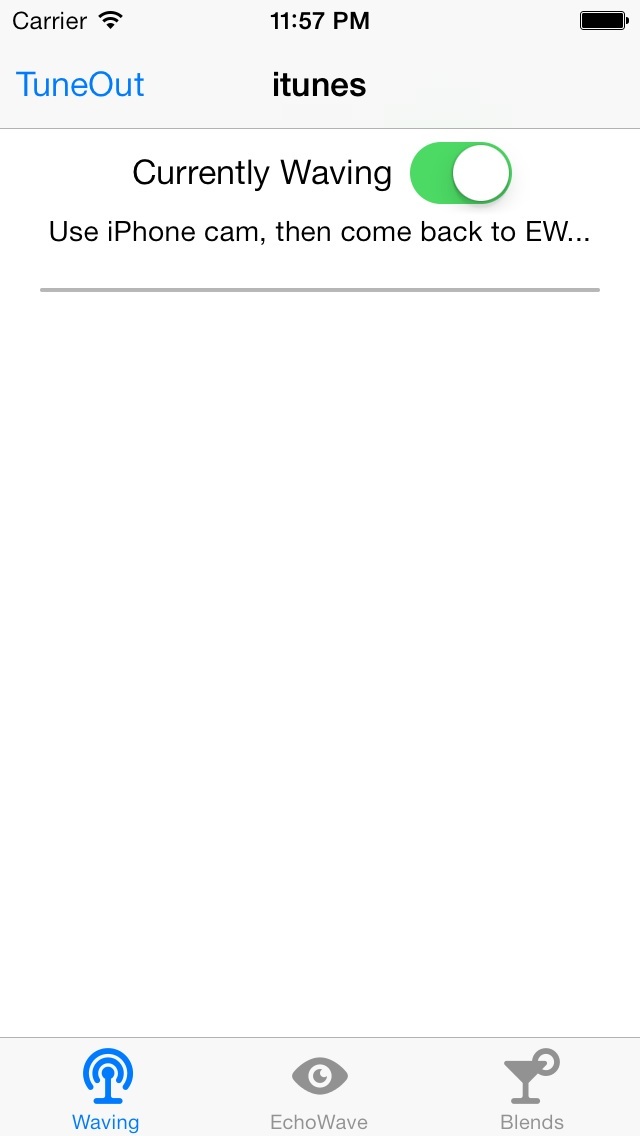 Carrier 11:57 PM
TuneOut itunes
Currently Waving
Use iPhone cam, then come back to EW...
Waving EchoWave Blends